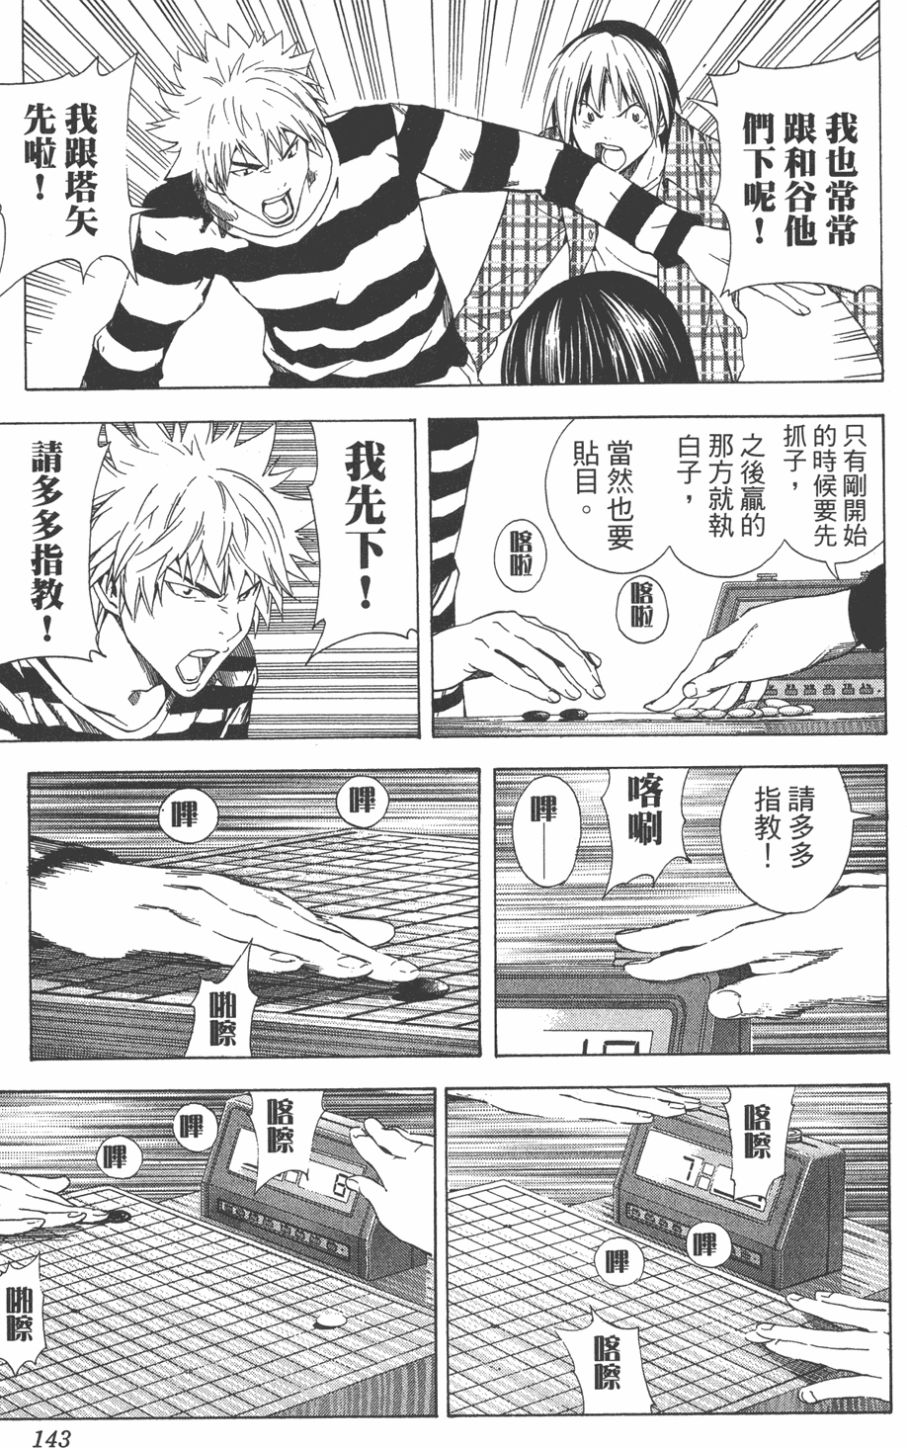 我也常常
跟和谷他
們下呢！
我跟塔矢
先啦！
只有剛開始
的時候要先
抓子，
之後贏的
那方就執
白子，
當然也要
貼目。
喀啦
喀啦
我先下！
請多多指教！
請多多
指教！
喀唰
嗶——
嗶
嗶
啪嚓
喀嚓
7
嗶
嗶
喀嚓
喀嚓
6
嗶
嗶
啪嚓
143